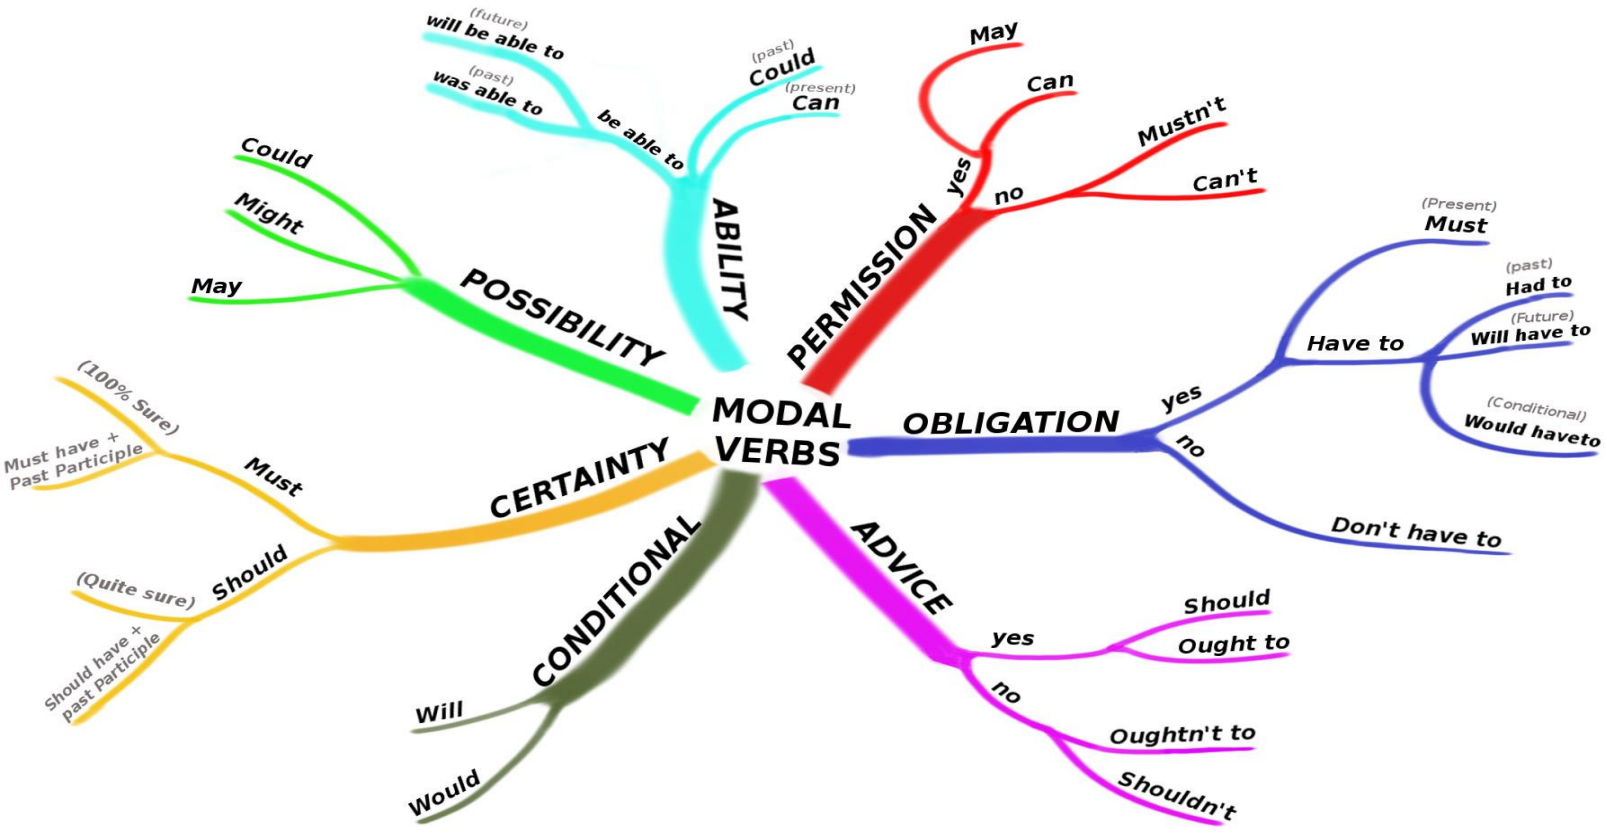 MODAL
VERBS
ABILITY
be able to
(future)
will be able to
(past)
was able to
(past)
Could
(present)
Can
PERMISSION
yes
May
Can
no
Mustn't
Can't
OBLIGATION
yes
(Present)
Must
Have to
(past)
Had to
(Future)
Will have to
(Conditional)
Would haveto
no
Don't have to
ADVICE
yes
Should
Ought to
no
Oughtn't to
Shouldn't
CONDITIONAL
Will
Would
CERTAINTY
Must
(100% Sure)
Must have +
Past Participle
Should
(Quite sure)
Should have +
past Participle
POSSIBILITY
Could
Might
May